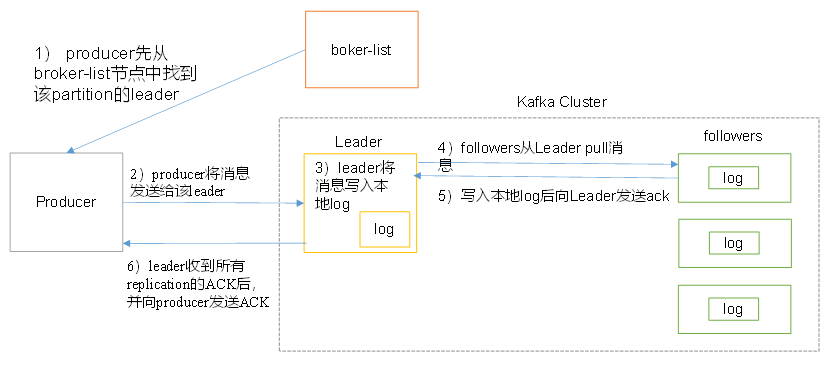 boker-list
1） producer先从
broker-list节点中找到
该partition的leader
Kafka Cluster
Leader
followers
4）followers从Leader pull消
息
3）leader将
消息写入本
地log
log
2）producer将消息
发送给该leader
Producer
log
5）写入本地log后向Leader发送ack
log
6）leader收到所有
replication的ACK后，
并向producer发送ACK
log